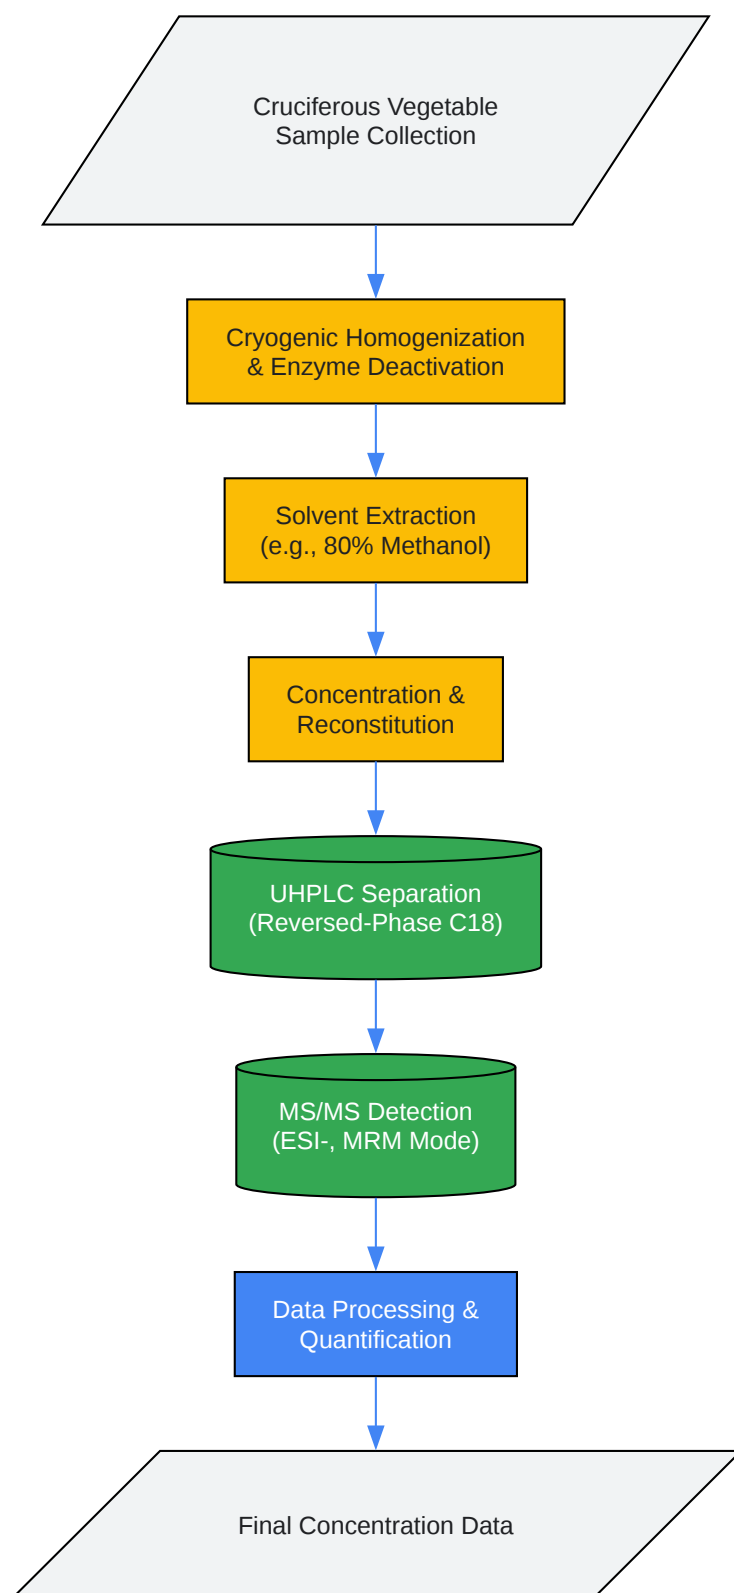 Cruciferous Vegetable
Sample Collection
Cryogenic Homogenization
& Enzyme Deactivation
Solvent Extraction
(e.g., 80% Methanol)
Concentration &
Reconstitution
UHPLC Separation
(Reversed-Phase C18)
MS/MS Detection
(ESI-, MRM Mode)
Data Processing &
Quantification
Final Concentration Data